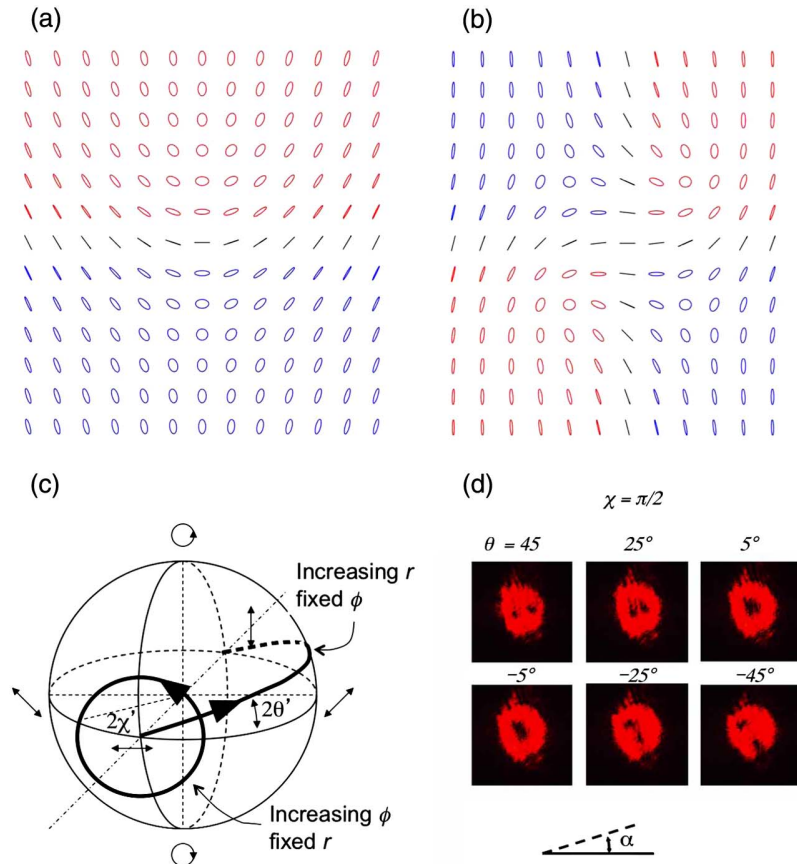 (a)
(b)
(c)
(d)
χ = π/2
θ = 45
25°
5°
−5°
−25°
−45°
Increasing r
fixed ϕ
2θ'
2χ'
Increasing ϕ
fixed r
α